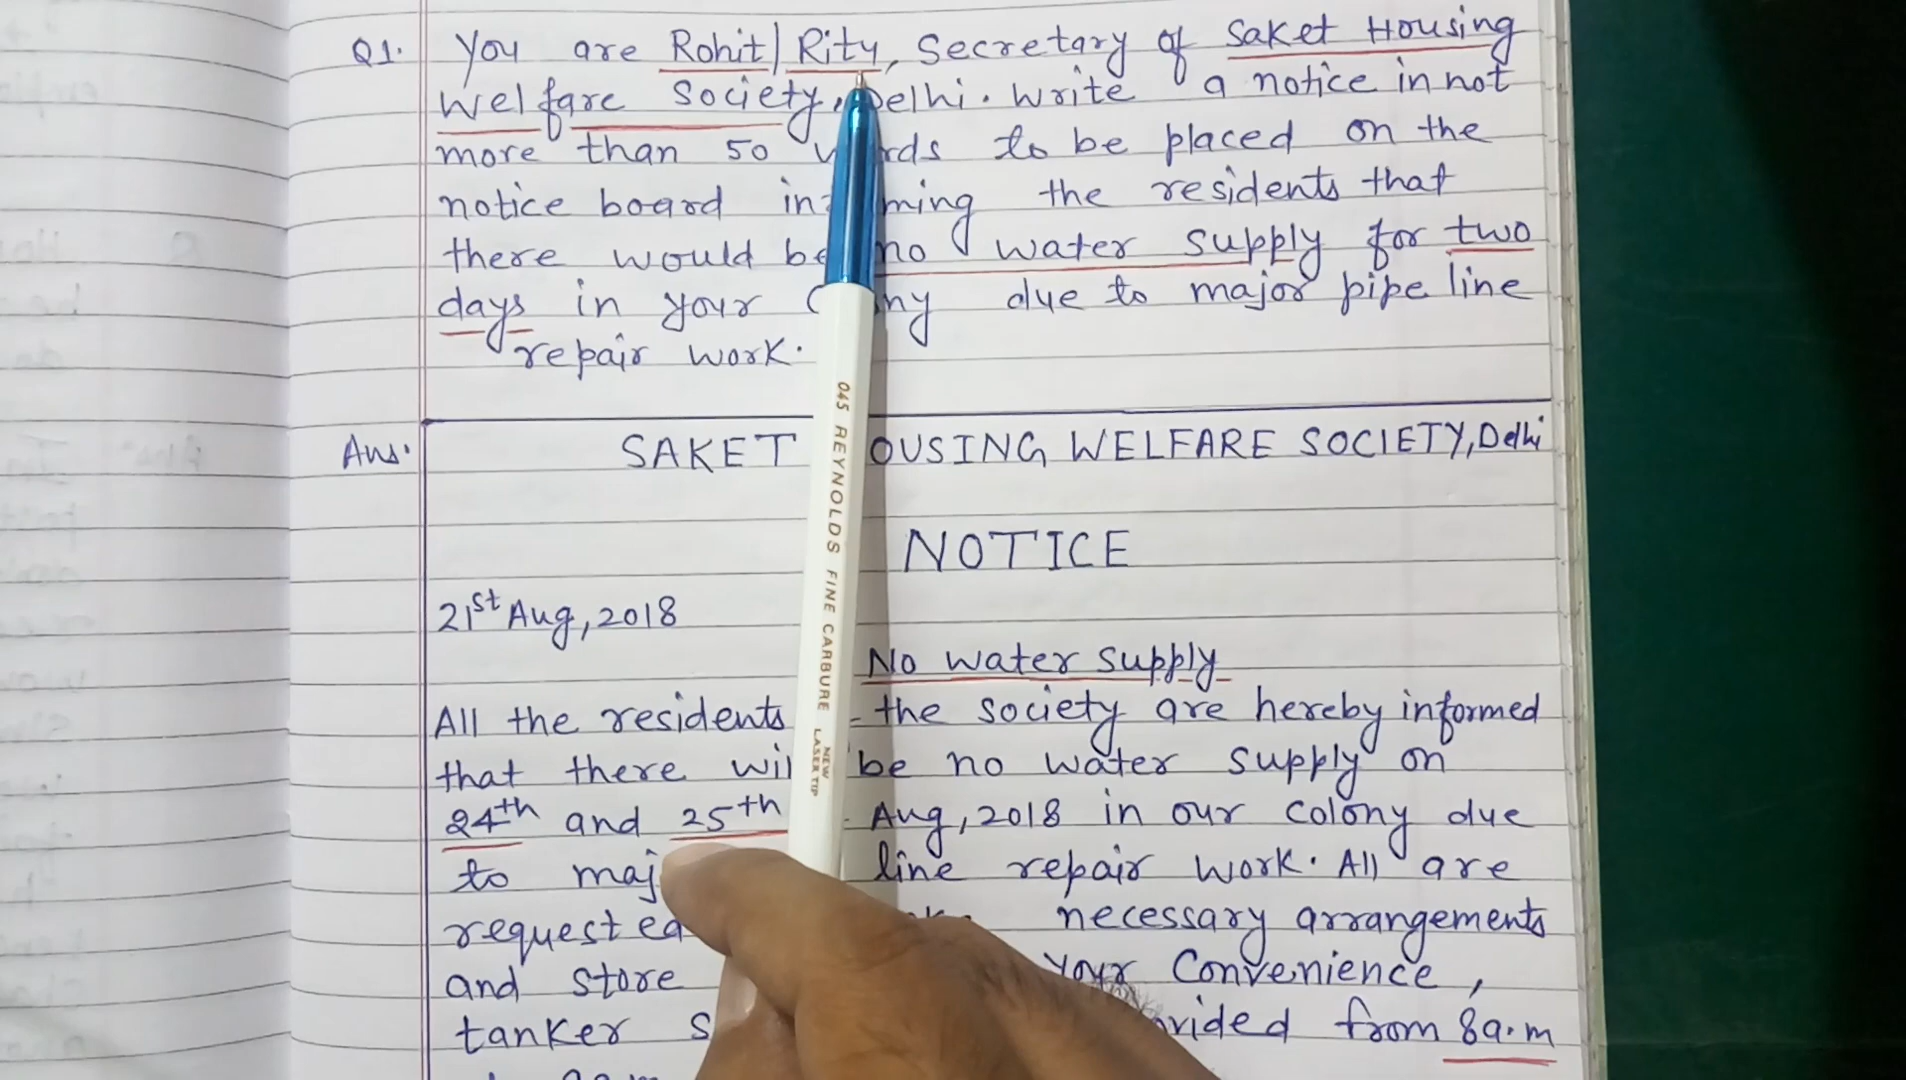 Q1. You are Rohit/Rity, Secretary of Saket Housing
Welfare Society, Delhi. Write a notice in not
more than 50 to be placed on the
notice board the residents that
there would be no water supply for two
days in your due to major pipe line
repair work.
Ans. SAKET OUSING WELFARE SOCIETY, Delhi
NOTICE
21st Aug, 2018
No water supply
All the residents the society are hereby informed
that there be no water supply on
24th and 25th Aug, 2018 in our colony due
to maj line repair work. All are
requested necessary arrangements
and store your convenience,
tanker from 8a.m
045 REYNOLDS FINE CARBURE NEW LASER TIP